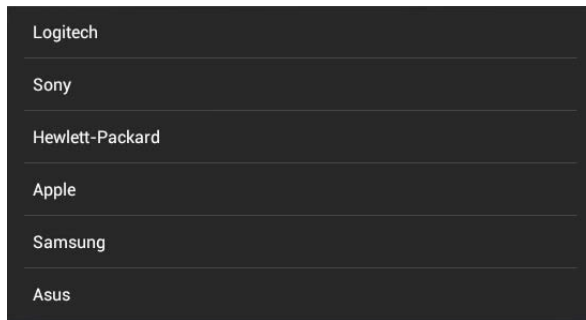 Logitech
Sony
Hewlett-Packard
Apple
Samsung
Asus